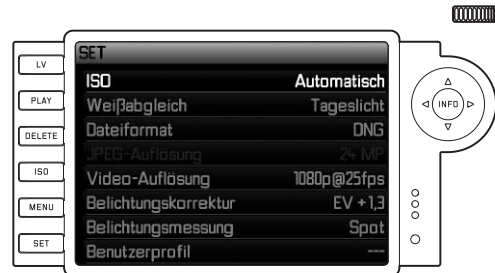 LV
PLAY
DELETE
ISO
MENU
SET
SET
ISO Automatisch
Weißabgleich Tageslicht
Dateiformat DNG
JPEG-Auflösung 24 MP
Video-Auflösung 1080p@25fps
Belichtungskorrektur EV +1,3
Belichtungsmessung Spot
Benutzerprofil ---
INFO